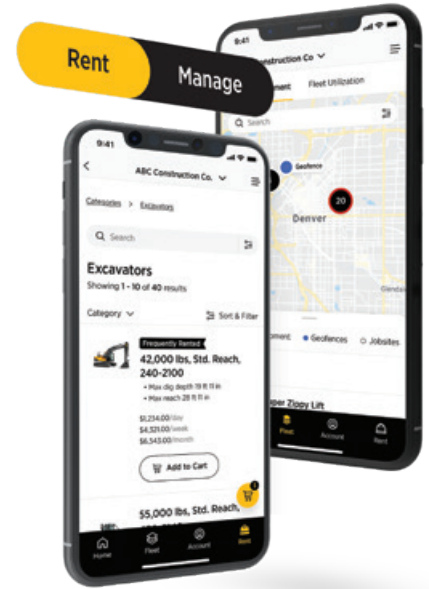 Rent
Manage
9:41
ABC Construction Co.
Categories > Excavators
Search
Excavators
Showing 1 - 10 of 40 results
Category
Sort & Filter
Frequently Rented
42,000 lbs, Std. Reach,
240-2100
• Max dig depth 19 ft 11 in
• Max reach 28 ft 11 in
$1,234.00/day
$4,321.00/week
$6,543.00/month
Add to Cart
1
55,000 lbs, Std. Reach,
Home
Fleet
Account
Rent
9:41
Construction Co
Fleet Utilization
Search
Geofence
20
Denver
Glendale
Geofences
Jobsites
Zippy Lift
Fleet
Account
Rent